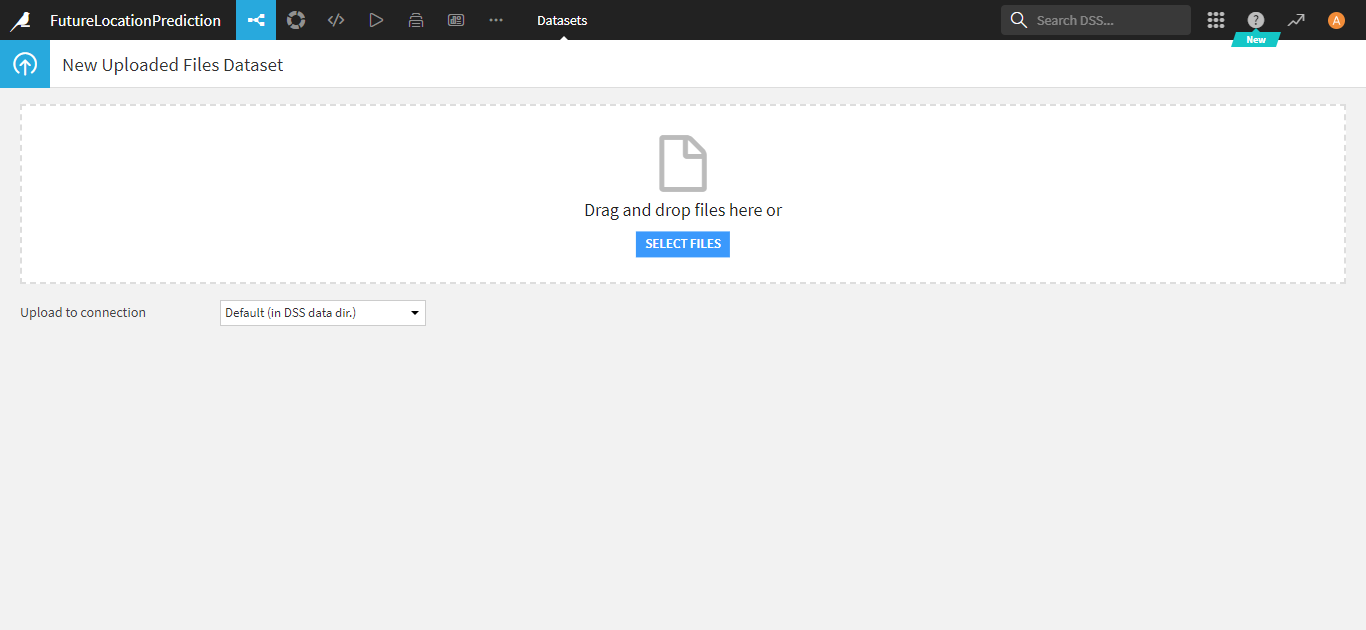 FutureLocationPrediction
Datasets
Search DSS...
?
A
New
New Uploaded Files Dataset
Drag and drop files here or
SELECT FILES
Upload to connection
Default (in DSS data dir.)